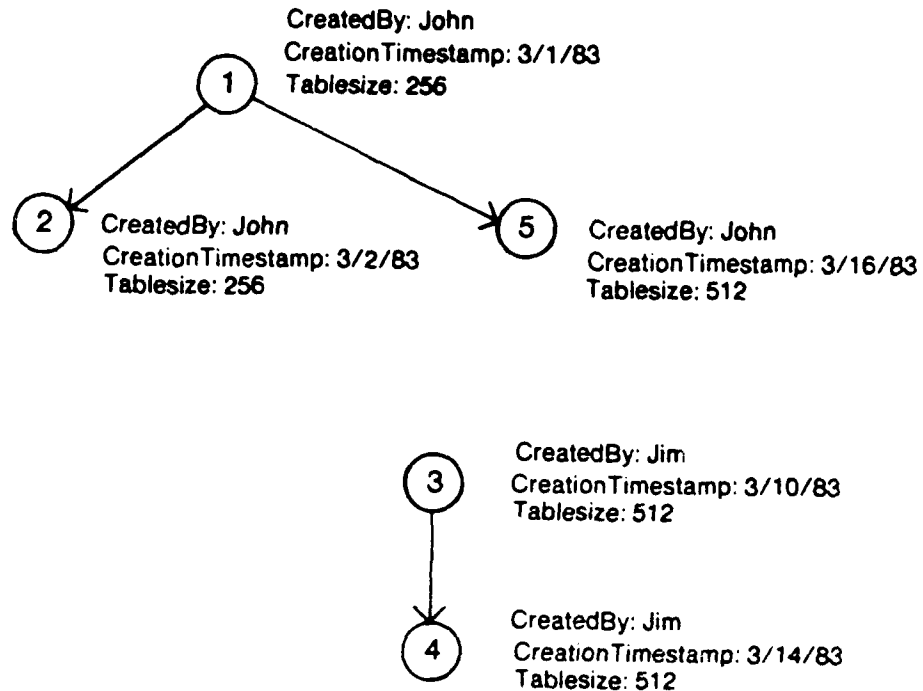 CreatedBy: John
CreationTimestamp: 3/1/83
Tablesize: 256
1
2
CreatedBy: John
CreationTimestamp: 3/2/83
Tablesize: 256
5
CreatedBy: John
CreationTimestamp: 3/16/83
Tablesize: 512
3
CreatedBy: Jim
CreationTimestamp: 3/10/83
Tablesize: 512
4
CreatedBy: Jim
CreationTimestamp: 3/14/83
Tablesize: 512